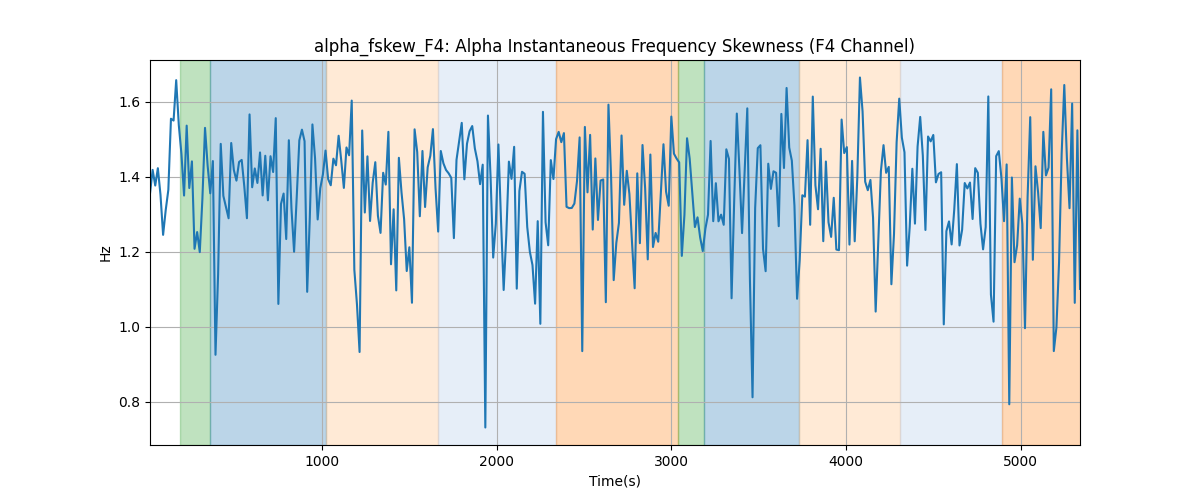 alpha_fskew_F4: Alpha Instantaneous Frequency Skewness (F4 Channel)
1.6
1.4
1.2
1.0
0.8
Hz
1000 2000 3000 4000 5000
Time(s)